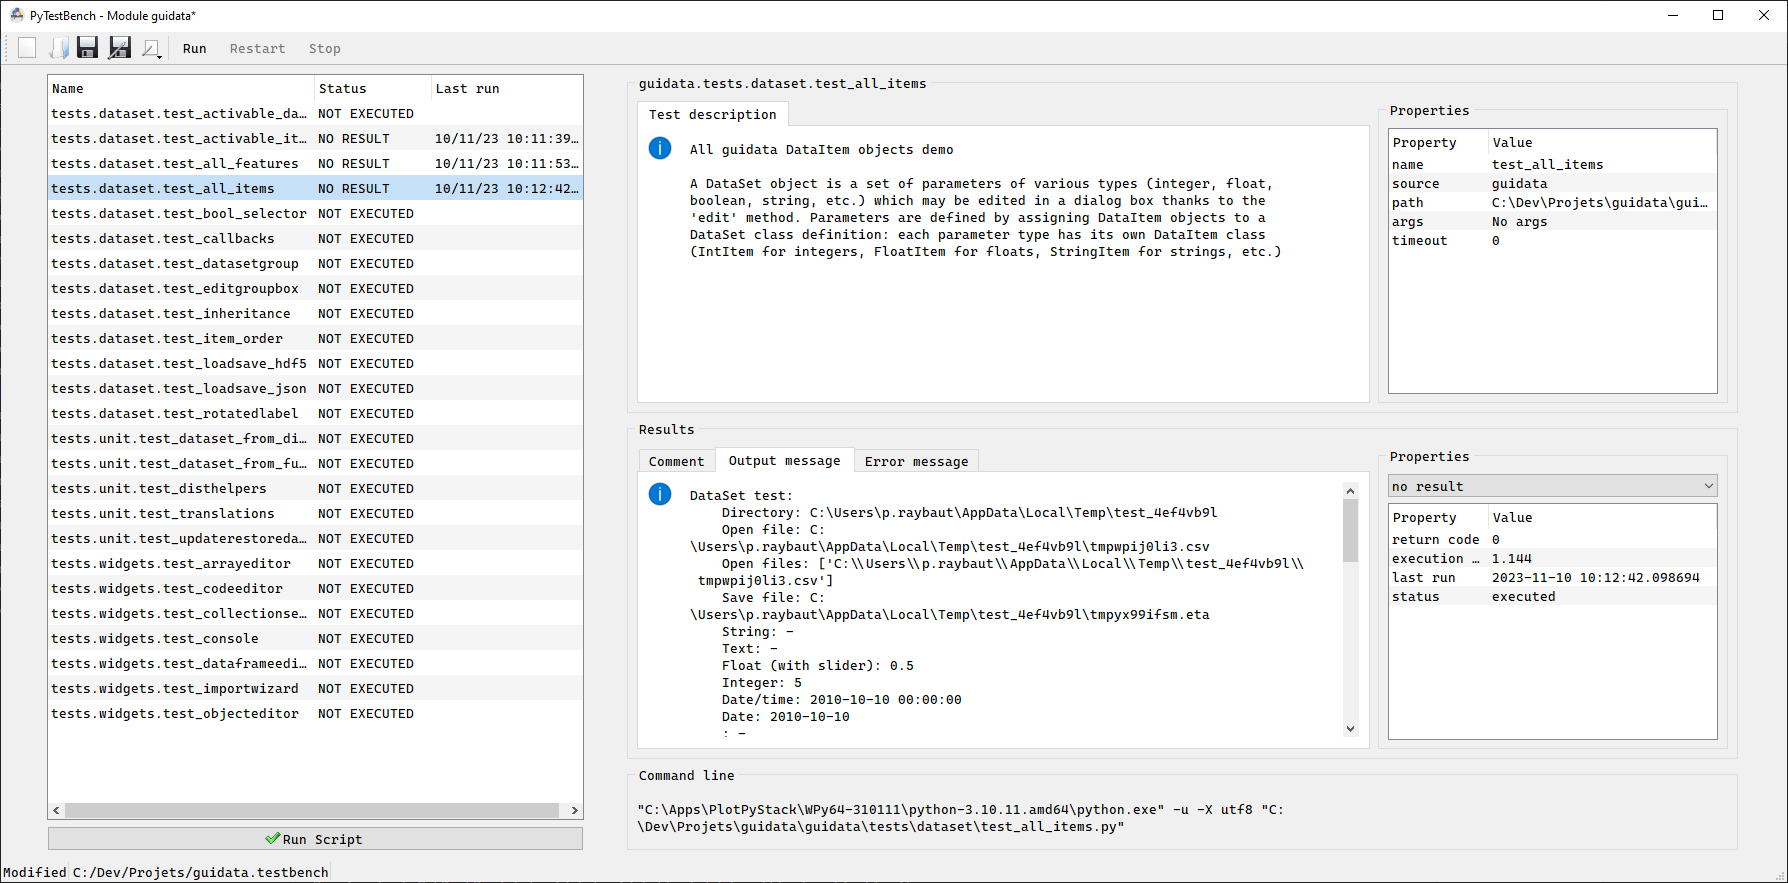 PyTestBench - Module guidata*
Run Restart Stop
Name Status Last run
tests.dataset.test_activable_da… NOT EXECUTED
tests.dataset.test_activable_it… NO RESULT 10/11/23 10:11:39…
tests.dataset.test_all_features NO RESULT 10/11/23 10:11:53…
tests.dataset.test_all_items NO RESULT 10/11/23 10:12:42…
tests.dataset.test_bool_selector NOT EXECUTED
tests.dataset.test_callbacks NOT EXECUTED
tests.dataset.test_datasetgroup NOT EXECUTED
tests.dataset.test_editgroupbox NOT EXECUTED
tests.dataset.test_inheritance NOT EXECUTED
tests.dataset.test_item_order NOT EXECUTED
tests.dataset.test_loadsave_hdf5 NOT EXECUTED
tests.dataset.test_loadsave_json NOT EXECUTED
tests.dataset.test_rotatedlabel NOT EXECUTED
tests.unit.test_dataset_from_di… NOT EXECUTED
tests.unit.test_dataset_from_fu… NOT EXECUTED
tests.unit.test_disthelpers NOT EXECUTED
tests.unit.test_translations NOT EXECUTED
tests.unit.test_updaterestoreda… NOT EXECUTED
tests.widgets.test_arrayeditor NOT EXECUTED
tests.widgets.test_codeeditor NOT EXECUTED
tests.widgets.test_collectionse… NOT EXECUTED
tests.widgets.test_console NOT EXECUTED
tests.widgets.test_dataframeedi… NOT EXECUTED
tests.widgets.test_importwizard NOT EXECUTED
tests.widgets.test_objecteditor NOT EXECUTED
Run Script
guidata.tests.dataset.test_all_items
Test description
All guidata DataItem objects demo
A DataSet object is a set of parameters of various types (integer, float,
boolean, string, etc.) which may be edited in a dialog box thanks to the
'edit' method. Parameters are defined by assigning DataItem objects to a
DataSet class definition: each parameter type has its own DataItem class
(IntItem for integers, FloatItem for floats, StringItem for strings, etc.)
Properties
Property Value
name test_all_items
source guidata
path C:\Dev\Projets\guidata\gui…
args No args
timeout 0
Results
Comment Output message Error message
DataSet test:
Directory: C:\Users\p.raybaut\AppData\Local\Temp\test_4ef4vb9l
Open file: C:
\Users\p.raybaut\AppData\Local\Temp\test_4ef4vb9l\tmpwpij0li3.csv
Open files: ['C:\\Users\\p.raybaut\\AppData\\Local\\Temp\\test_4ef4vb9l\\
tmpwpij0li3.csv']
Save file: C:
\Users\p.raybaut\AppData\Local\Temp\test_4ef4vb9l\tmpyx99ifsm.eta
String: -
Text: -
Float (with slider): 0.5
Integer: 5
Date/time: 2010-10-10 00:00:00
Date: 2010-10-10
: -
Properties
no result
Property Value
return code 0
execution … 1.144
last run 2023-11-10 10:12:42.098694
status executed
Command line
"C:\Apps\PlotPyStack\WPy64-310111\python-3.10.11.amd64\python.exe" -u -X utf8 "C:
\Dev\Projets\guidata\guidata\tests\dataset\test_all_items.py"
Modified C:/Dev/Projets/guidata.testbench